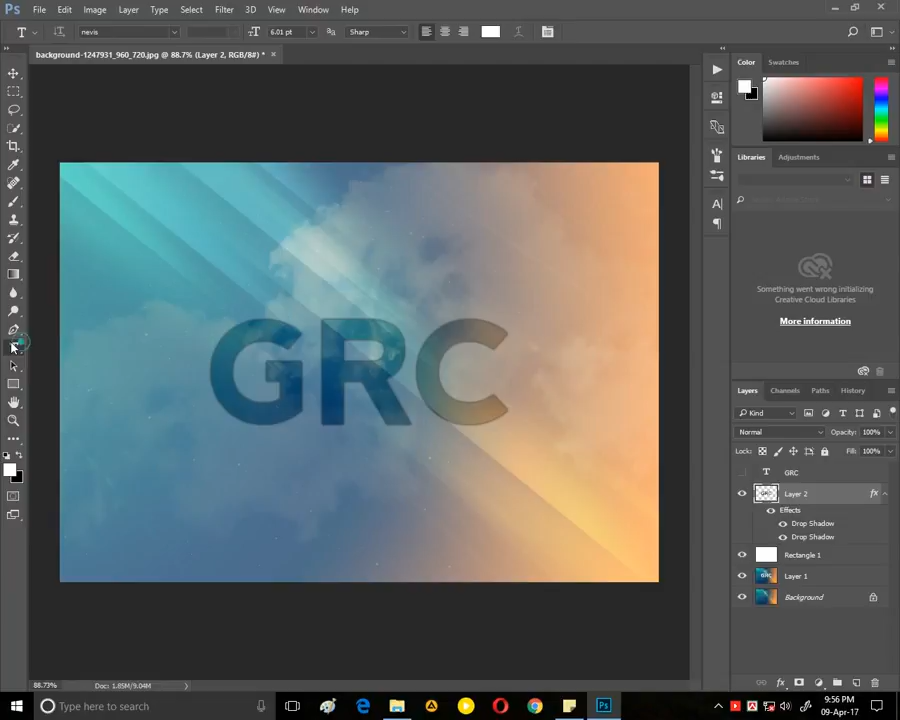 Ps File Edit Image Layer Type Select Filter 3D View Window Help
T nevis 6.01 pt aa Sharp
background-1247931_960_720.jpg @ 88.7% (Layer 2, RGB/8#) * ×
Color Swatches
Libraries Adjustments
Something went wrong initializing
Creative Cloud Libraries
More information
GRC
Layers Channels Paths History
Kind
Normal Opacity: 100%
Lock: Fill: 100%
T GRC
Layer 2 fx
Effects
Drop Shadow
Drop Shadow
Rectangle 1
Layer 1
Background
88.73% Doc: 1.85M/9.04M
Type here to search
Ps
9:56 PM
09-Apr-17